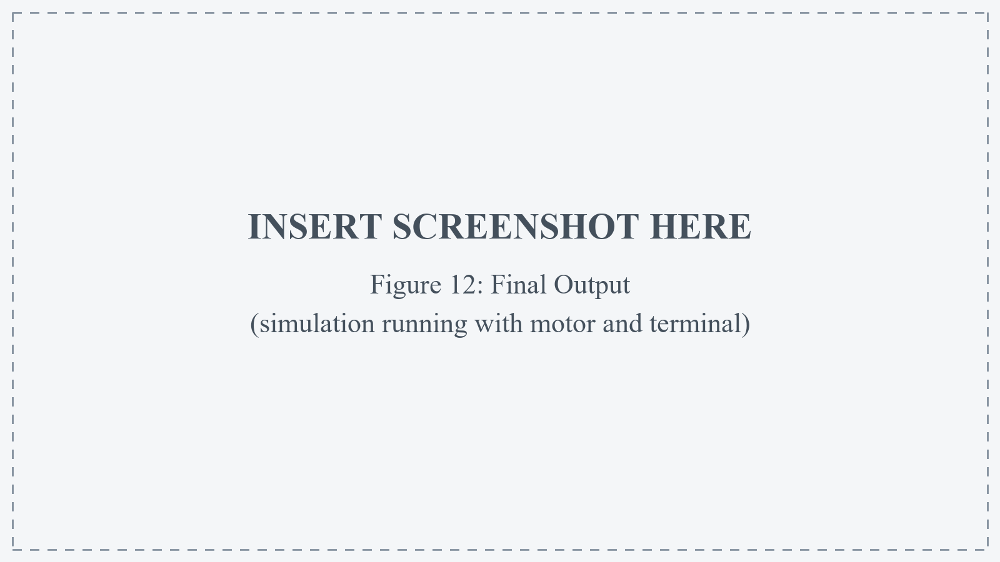 INSERT SCREENSHOT HERE
Figure 12: Final Output
(simulation running with motor and terminal)